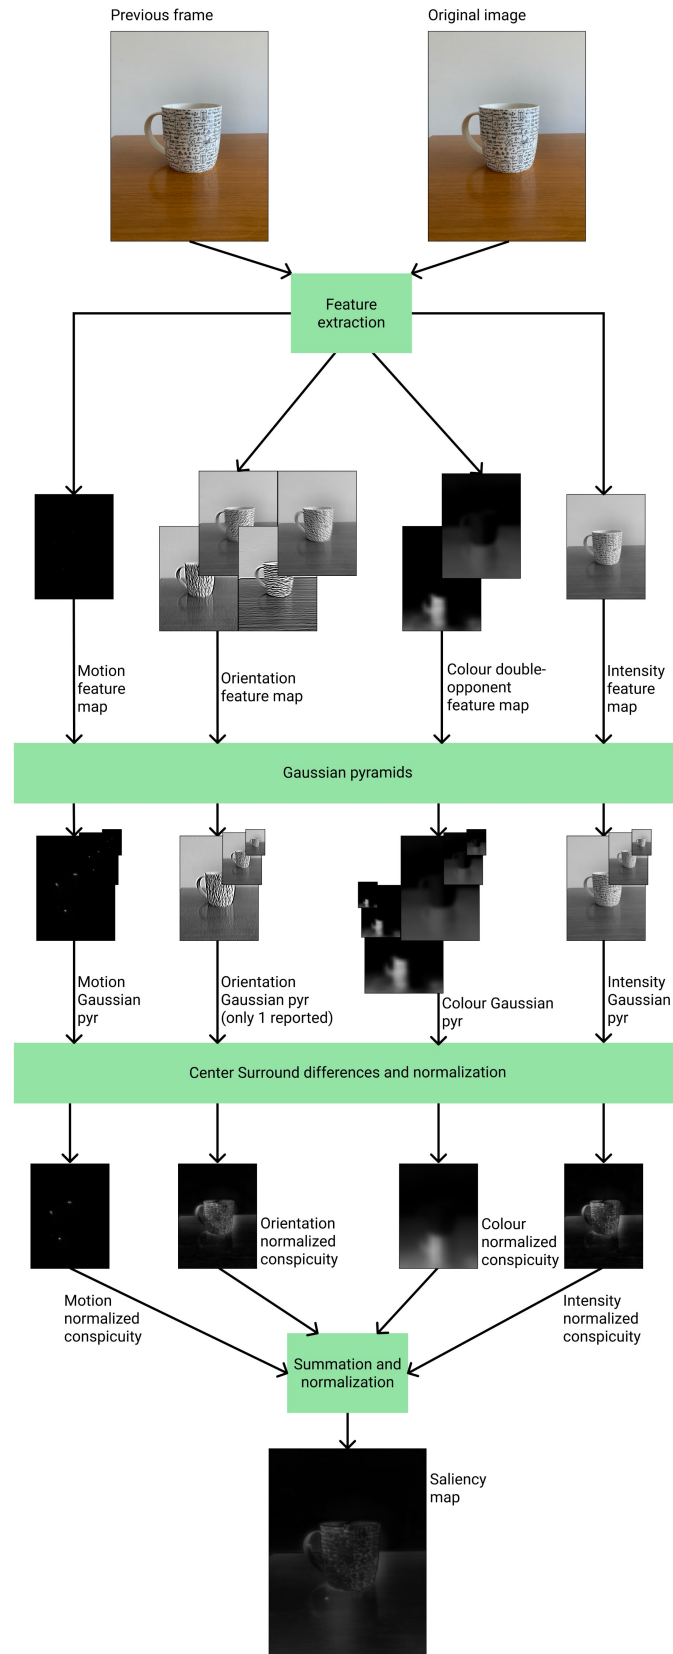 Previous frame
Original image
Feature
extraction
Motion
feature
map
Orientation
feature map
Colour double-
opponent
feature map
Intensity
feature
map
Gaussian pyramids
Motion
Gaussian
pyr
Orientation
Gaussian pyr
(only 1 reported)
Colour Gaussian
pyr
Intensity
Gaussian
pyr
Center Surround differences and normalization
Motion
normalized
conspicuity
Orientation
normalized
conspicuity
Colour
normalized
conspicuity
Intensity
normalized
conspicuity
Summation and
normalization
Saliency
map